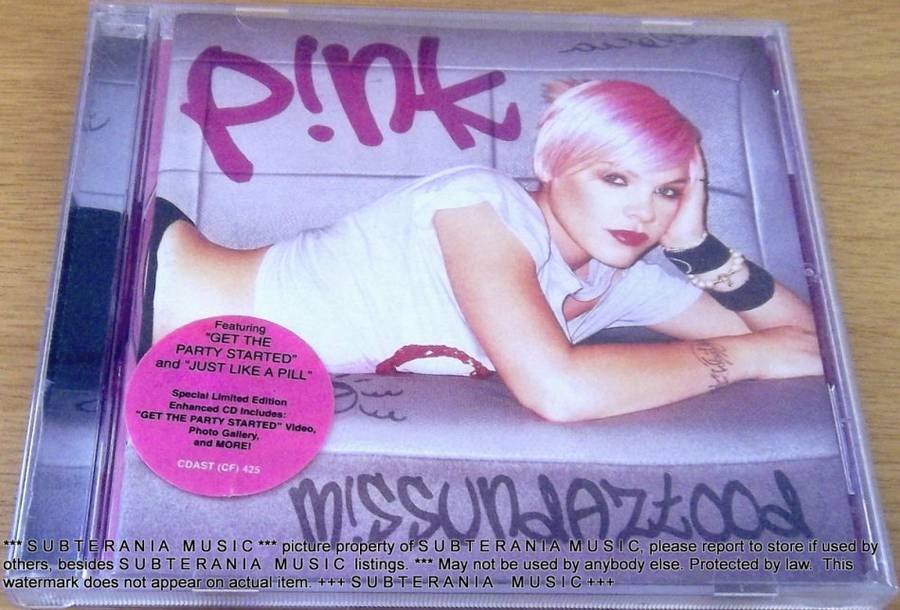 P!nk
Featuring
"GET THE
PARTY STARTED"
and "JUST LIKE A PILL"
Special Limited Edition
Enhanced CD Includes:
"GET THE PARTY STARTED" Video,
Photo Gallery,
and MORE!
CDAST (CF) 425
m!ssundaztood
*** S U B T E R A N I A   M U S I C *** picture property of S U B T E R A N I A M U S I C, please report to store if used by
others, besides S U B T E R A N I A   M U S I C listings. *** May not be used by anybody else. Protected by law.  This
watermark does not appear on actual item. +++ S U B T E R A N I A   M U S I C +++